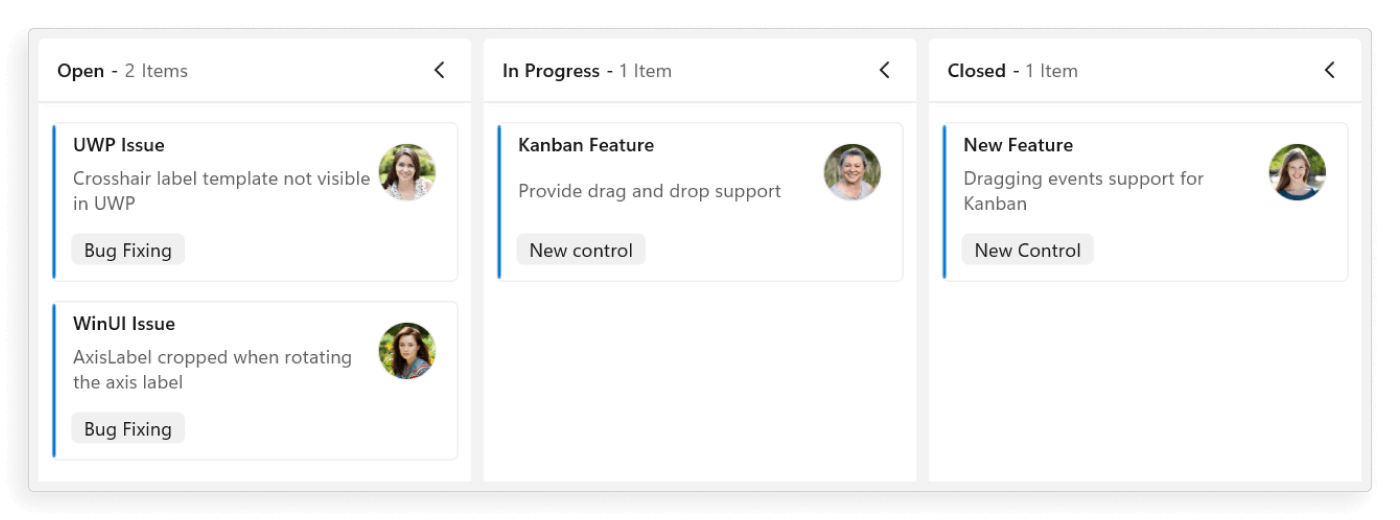 Open - 2 Items
UWP Issue
Crosshair label template not visible
in UWP
Bug Fixing
WinUI Issue
AxisLabel cropped when rotating
the axis label
Bug Fixing
In Progress - 1 Item
Kanban Feature
Provide drag and drop support
New control
Closed - 1 Item
New Feature
Dragging events support for
Kanban
New Control